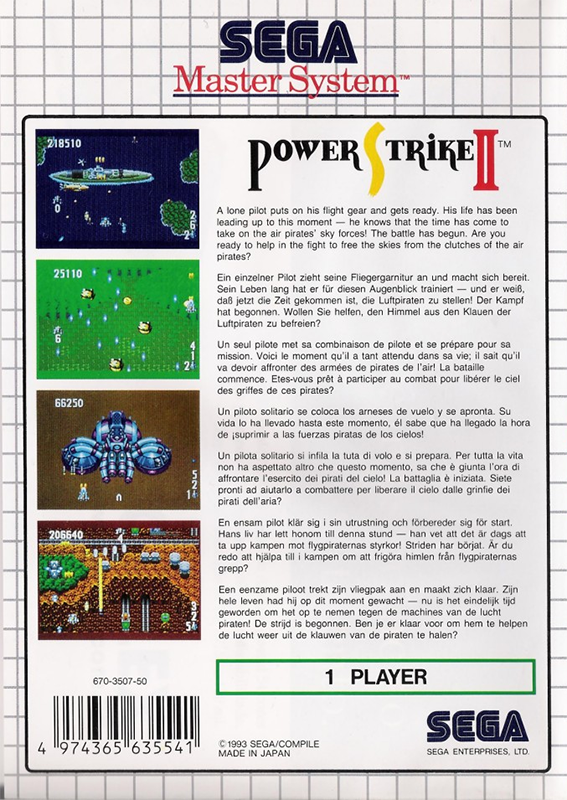 SEGA
Master System™
POWER STRIKE II™
218510
0
2
6
2
A lone pilot puts on his flight gear and gets ready. His life has been
leading up to this moment — he knows that the time has come to
take on the air pirates' sky forces! The battle has begun. Are you
ready to help in the fight to free the skies from the clutches of the air
pirates?
25110
6
4
1
2
Ein einzelner Pilot zieht seine Fliegergarnitur an und macht sich bereit.
Sein Leben lang hat er für diesen Augenblick trainiert — und er weiß,
daß jetzt die Zeit gekommen ist, die Luftpiraten zu stellen! Der Kampf
hat begonnen. Wollen Sie helfen, den Himmel aus den Klauen der
Luftpiraten zu befreien?
Un seul pilote met sa combinaison de pilote et se prépare pour sa
mission. Voici le moment qu'il a tant attendu dans sa vie; il sait qu'il
va devoir affronter des armées de pirates de l'air! La bataille
commence. Etes-vous prêt à participer au combat pour libérer le ciel
des griffes de ces pirates?
66250
5
2
1
Un piloto solitario se coloca los arneses de vuelo y se apronta. Su
vida lo ha llevado hasta este momento, él sabe que ha llegado la hora
de ¡suprimir a las fuerzas piratas de los cielos!
Un pilota solitario si infila la tuta di volo e si prepara. Per tutta la vita
non ha aspettato altro che questo momento, sa che è giunta l'ora di
affrontare l'esercito dei pirati del cielo! La battaglia è iniziata. Siete
pronti ad aiutarlo a combattere per liberare il cielo dalle grinfie dei
pirati dell'aria?
206640
En ensam pilot klär sig i sin utrustning och förbereder sig för start.
Hans liv har lett honom till denna stund — han vet att det är dags att
ta upp kampen mot flygpiraternas styrkor! Striden har börjat. Är du
redo att hjälpa till i kampen om att frigöra himlen från flygpiraternas
grepp?
Een eenzame piloot trekt zijn vliegpak aan en maakt zich klaar. Zijn
hele leven had hij op dit moment gewacht — nu is het eindelijk tijd
geworden om het op te nemen tegen de machines van de lucht
piraten! De strijd is begonnen. Ben je er klaar voor om hem te helpen
de lucht weer uit de klauwen van de piraten te halen?
1 PLAYER
670-3507-50
4 974365 635541
©1993 SEGA/COMPILE
MADE IN JAPAN
SEGA
SEGA ENTERPRISES, LTD.